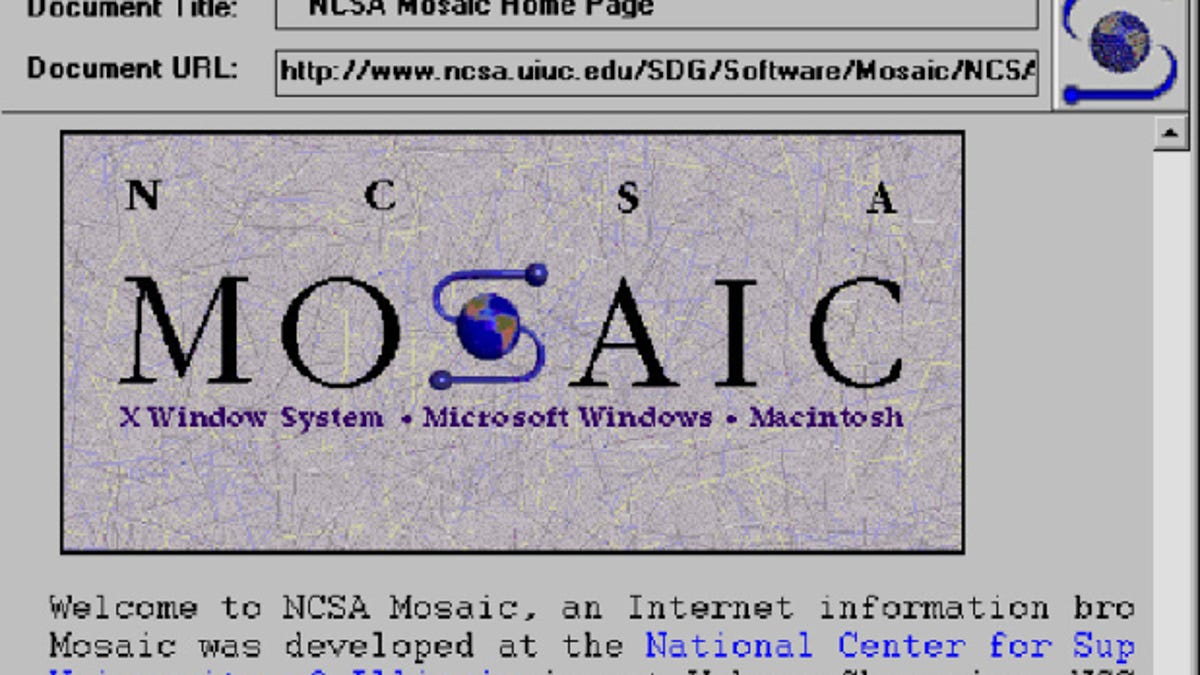 Document Title: NCSA Mosaic Home Page
Document URL: http://www.ncsa.uiuc.edu/SDG/Software/Mosaic/NCSA
N C S A
MOSAIC
X Window System • Microsoft Windows • Macintosh
Welcome to NCSA Mosaic, an Internet information bro
Mosaic was developed at the National Center for Sup